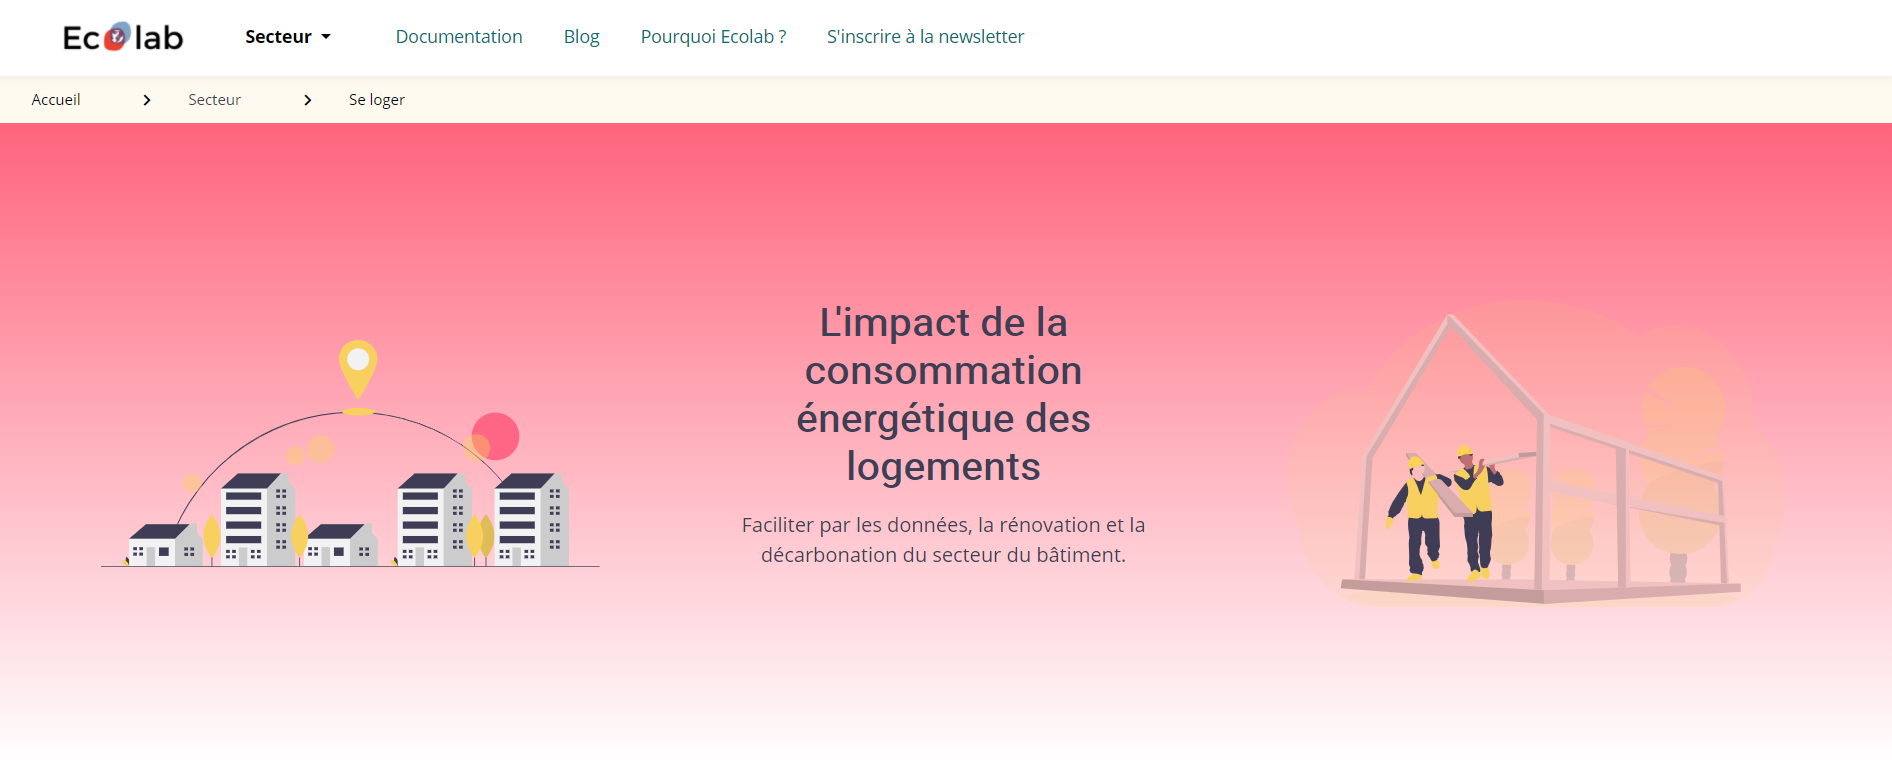 Ecolab
Secteur
Documentation
Blog
Pourquoi Ecolab ?
S'inscrire à la newsletter
Accueil
Secteur
Se loger
L'impact de la
consommation
énergétique des
logements
Faciliter par les données, la rénovation et la
décarbonation du secteur du bâtiment.